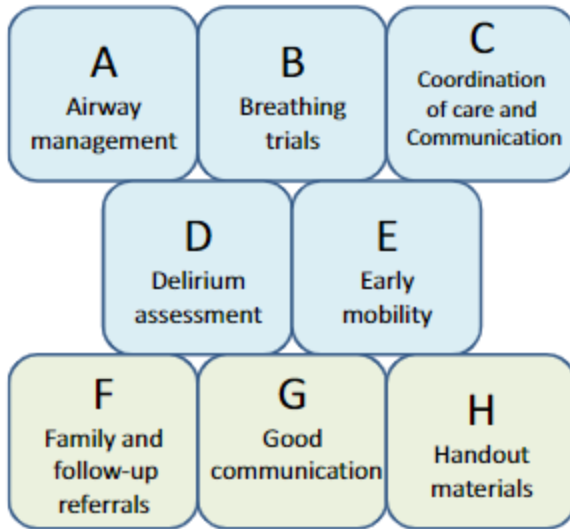 A
Airway
management
B
Breathing
trials
C
Coordination
of care and
Communication
D
Delirium
assessment
E
Early
mobility
F
Family and
follow-up
referrals
G
Good
communication
H
Handout
materials